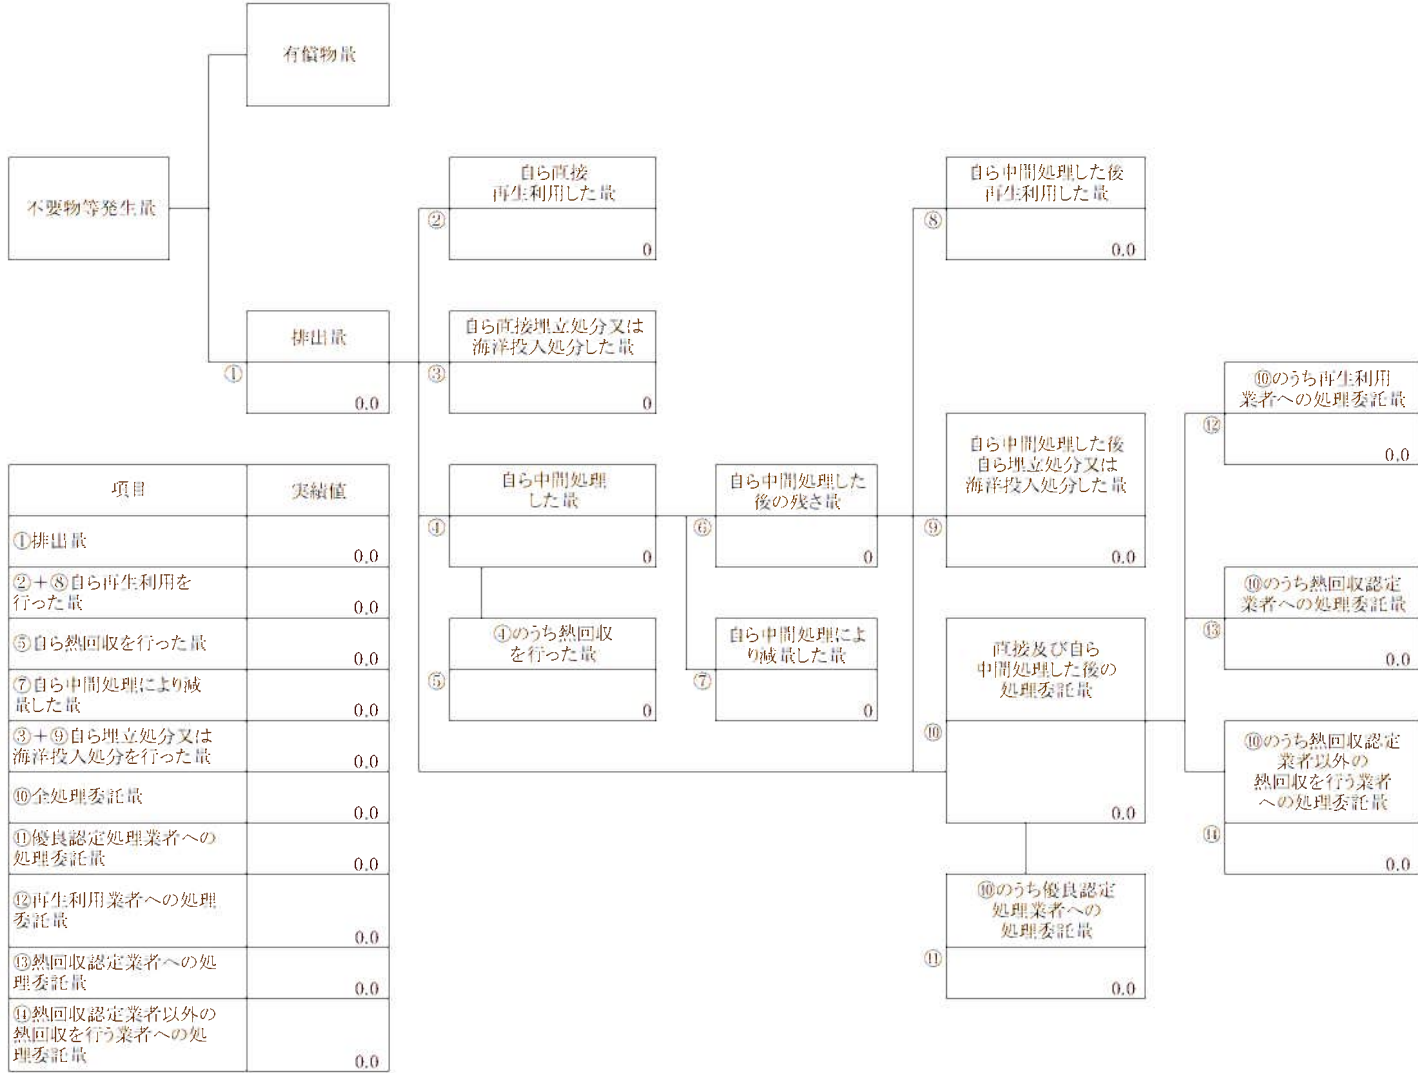 有償物量
不要物等発生量
排出量
①
0.0
自ら直接
再生利用した量
②
0
自ら直接埋立処分又は
海洋投入処分した量
③
0
自ら中間処理
した量
④
0
④のうち熱回収
を行った量
⑤
0
自ら中間処理した
後の残さ量
⑥
0
自ら中間処理によ
り減量した量
⑦
0
自ら中間処理した後
再生利用した量
⑧
0.0
自ら中間処理した後
自ら埋立処分又は
海洋投入処分した量
⑨
0.0
直接及び自ら
中間処理した後の
処理委託量
⑩
0.0
⑩のうち優良認定
処理業者への
処理委託量
⑪
0.0
⑩のうち再生利用
業者への処理委託量
⑫
0.0
⑩のうち熱回収認定
業者への処理委託量
⑬
0.0
⑩のうち熱回収認定
業者以外の
熱回収を行う業者
への処理委託量
⑭
0.0
項目 実績値
①排出量
0.0
②+⑧自ら再生利用を
行った量
0.0
⑤自ら熱回収を行った量
0.0
⑦自ら中間処理により減
量した量
0.0
③+⑨自ら埋立処分又は
海洋投入処分を行った量
0.0
⑩全処理委託量
0.0
⑪優良認定処理業者への
処理委託量
0.0
⑫再生利用業者への処理
委託量
0.0
⑬熱回収認定業者への処
理委託量
0.0
⑭熱回収認定業者以外の
熱回収を行う業者への処
理委託量
0.0